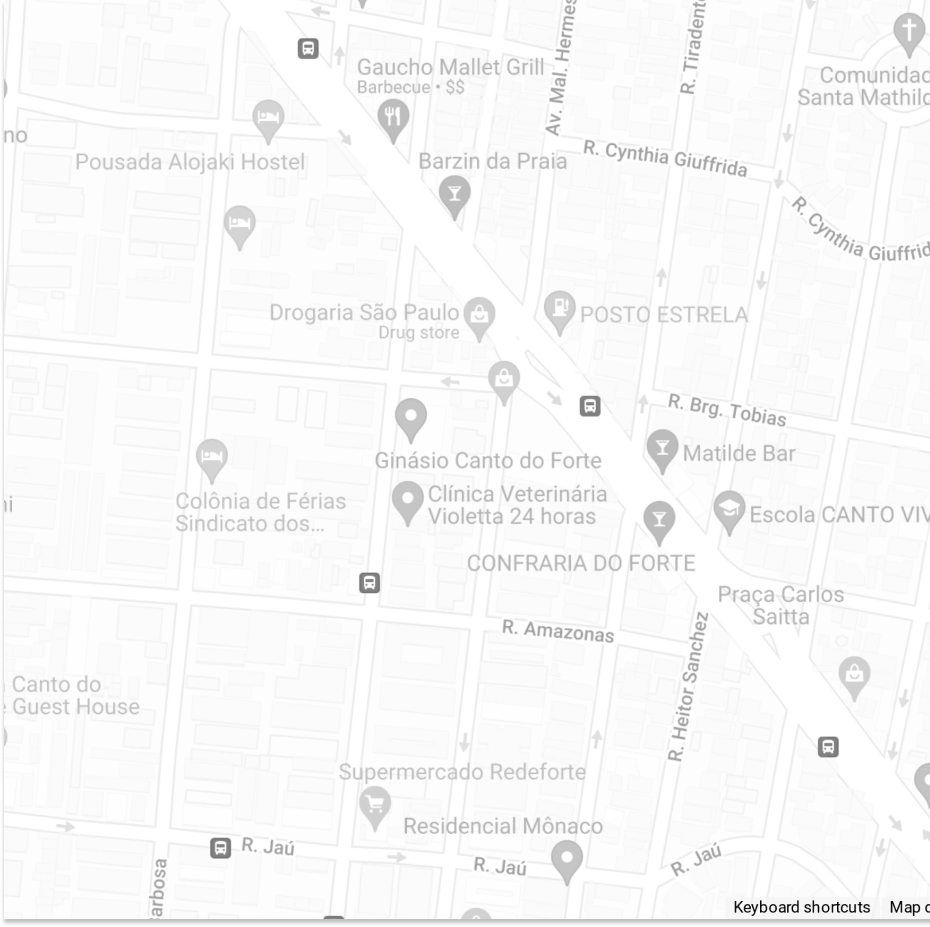 Av. Mal. Hermes
R. Tiradent
Gaucho Mallet Grill
Barbecue • $$
Comunidad
Santa Mathild
no
Pousada Alojaki Hostel
Barzin da Praia
R. Cynthia Giuffrida
R. Cynthia Giuffrid
Drogaria São Paulo
Drug store
POSTO ESTRELA
R. Brg. Tobias
Ginásio Canto do Forte
Matilde Bar
Colônia de Férias
Sindicato dos...
Clínica Veterinária
Violetta 24 horas
Escola CANTO VIV
CONFRARIA DO FORTE
Praça Carlos
Saitta
R. Amazonas
R. Heitor Sanchez
Canto do
Guest House
Supermercado Redeforte
Residencial Mônaco
R. Jaú
R. Jaú
R. Jaú
arbosa
Keyboard shortcuts
Map